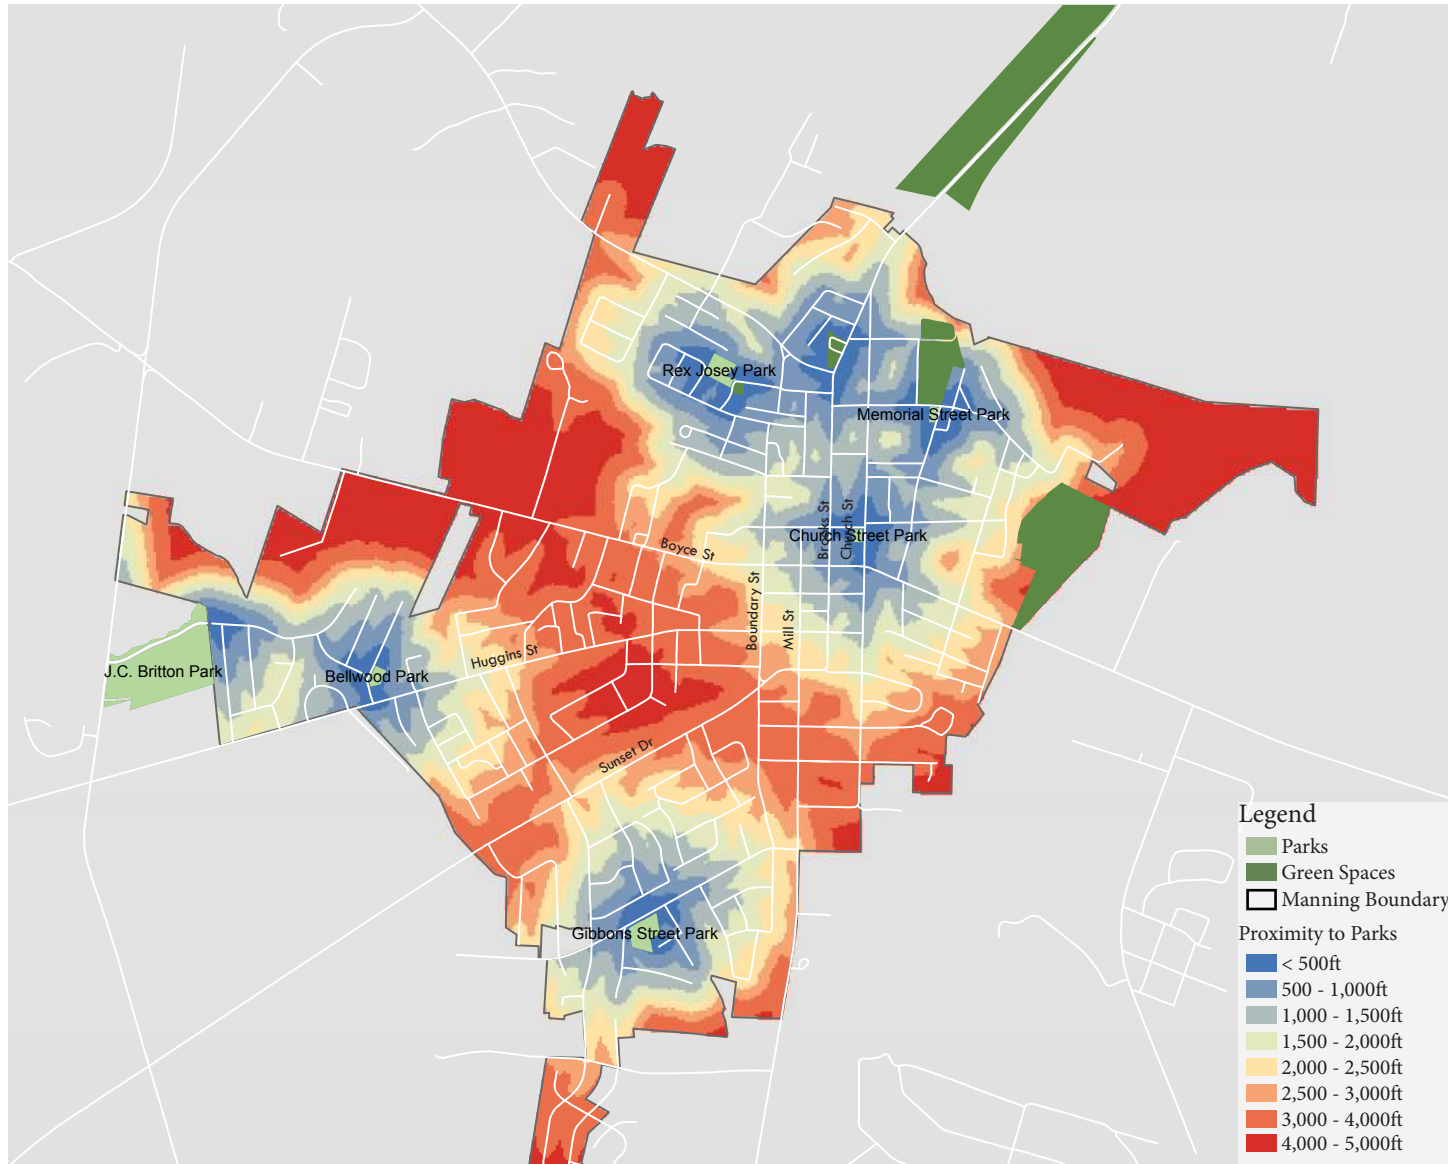 Rex Josey Park
Memorial Street Park
Brooks St
Church St
Church Street Park
Boyce St
Boundary St
Mill St
Huggins St
J.C. Britton Park
Bellwood Park
Sunset Dr
Gibbons Street Park
Legend
Parks
Green Spaces
Manning Boundary
Proximity to Parks
< 500ft
500 - 1,000ft
1,000 - 1,500ft
1,500 - 2,000ft
2,000 - 2,500ft
2,500 - 3,000ft
3,000 - 4,000ft
4,000 - 5,000ft